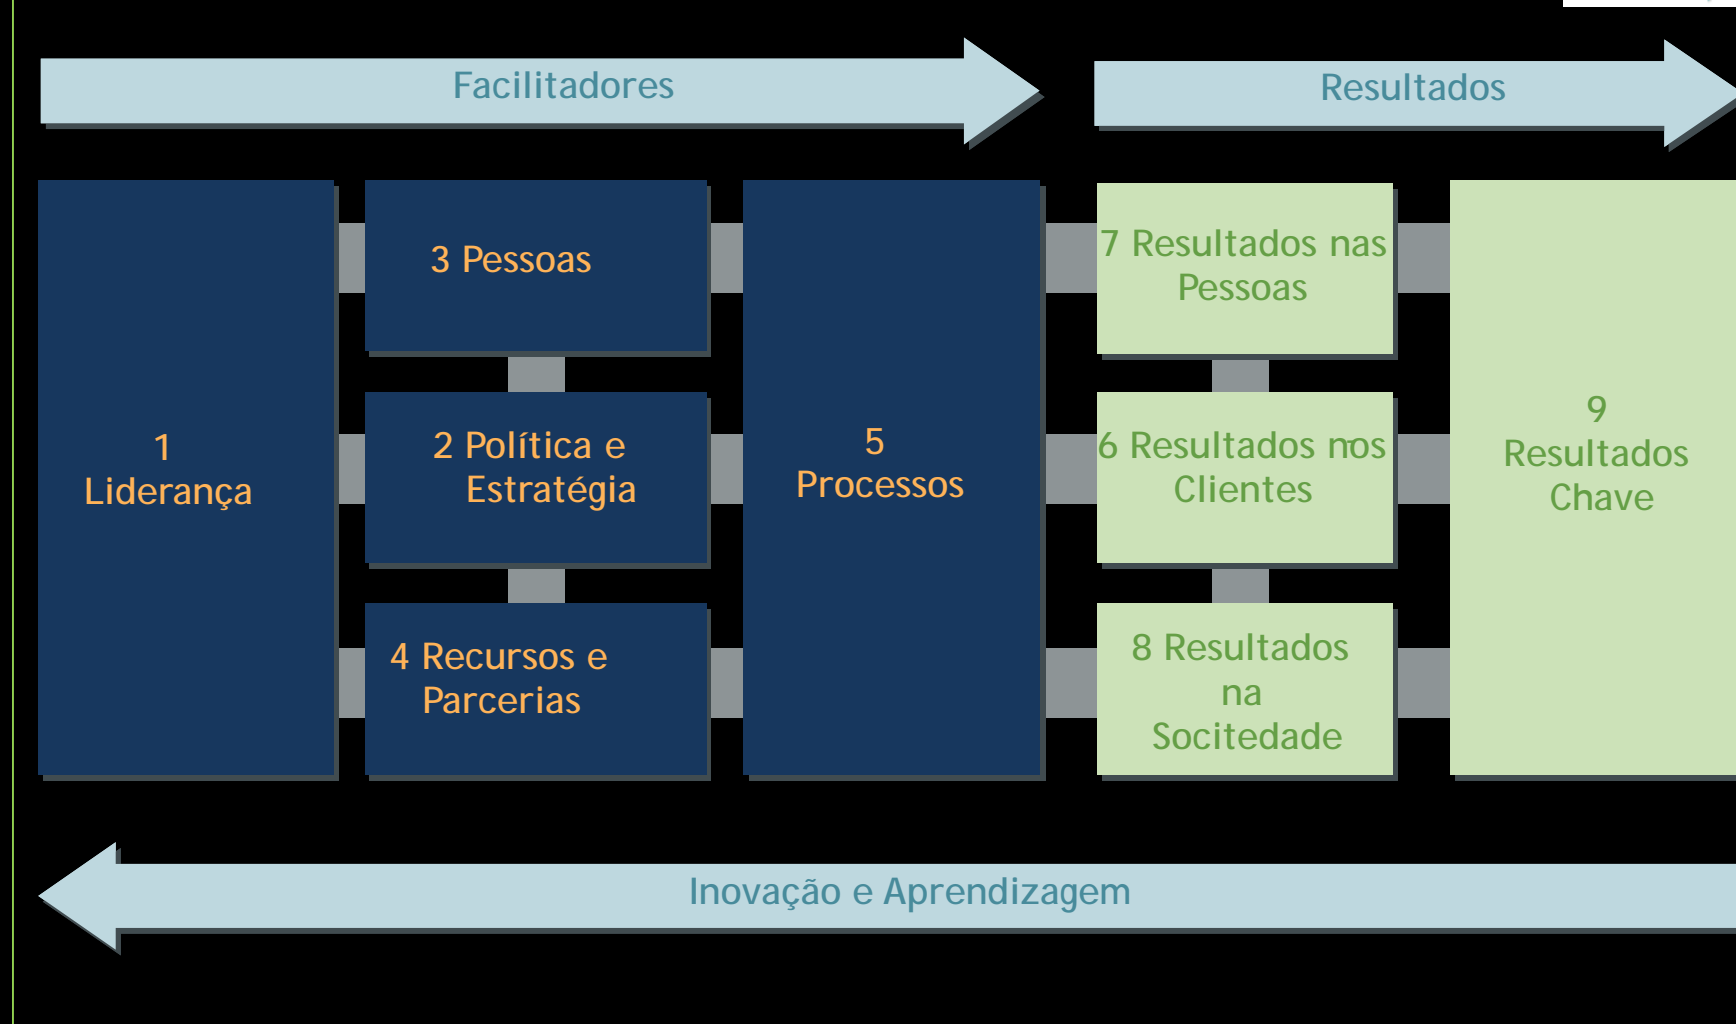 Facilitadores
Resultados
1
Liderança
3 Pessoas
2 Política e
Estratégia
4 Recursos e
Parcerias
5
Processos
7 Resultados nas
Pessoas
6 Resultados nos
Clientes
8 Resultados
na
Socitedade
9
Resultados
Chave
Inovação e Aprendizagem